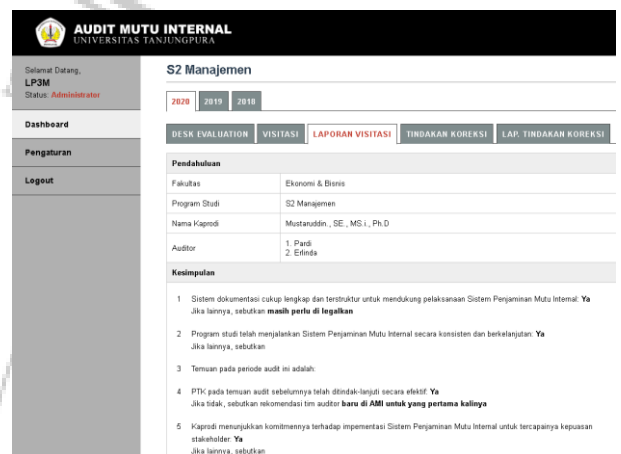 AUDIT MUTU INTERNAL
UNIVERSITAS TANJUNGPURA
Selamat Datang,
LP3M
Status: Administrator
Dashboard
Pengaturan
Logout
S2 Manajemen
2020 2019 2018
DESK EVALUATION VISITASI LAPORAN VISITASI TINDAKAN KOREKSI LAP. TINDAKAN KOREKSI
Pendahuluan
Fakultas Ekonomi & Bisnis
Program Studi S2 Manajemen
Nama Kaprodi Mustaruddin., SE., MS.i., Ph.D
Auditor 1. Pardi
2. Erlinda
Kesimpulan
1 Sistem dokumentasi cukup lengkap dan terstruktur untuk mendukung pelaksanaan Sistem Penjaminan Mutu Internal: Ya
Jika lainnya, sebutkan masih perlu di legalkan
2 Program studi telah menjalankan Sistem Penjaminan Mutu Internal secara konsisten dan berkelanjutan: Ya
Jika lainnya, sebutkan
3 Temuan pada periode audit ini adalah:
4 PTK pada temuan audit sebelumnya telah ditindak-lanjuti secara efektif: Ya
Jika tidak, sebutkan rekomendasi tim auditor baru di AMI untuk yang pertama kalinya
5 Kaprodi menunjukkan komitmennya terhadap impementasi Sistem Penjaminan Mutu Internal untuk tercapainya kepuasan
stakeholder: Ya
Jika lainnya, sebutkan